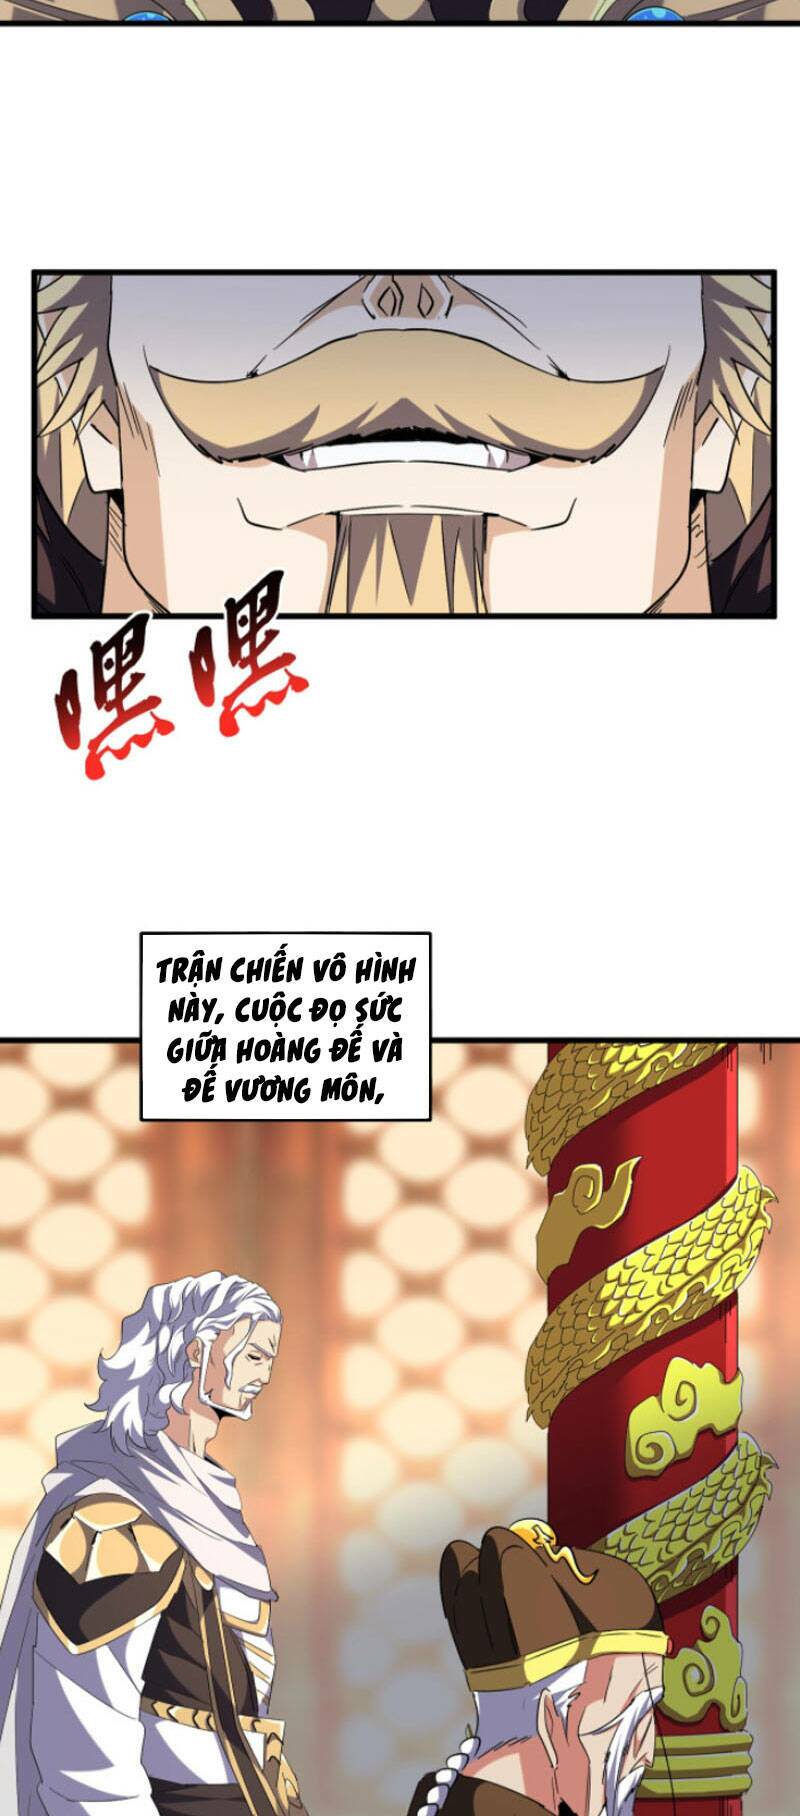 嘿嘿
TRẬN CHIẾN VÔ HÌNH
NÀY, CUỘC ĐỌ SỨC
GIỮA HOÀNG ĐẾ VÀ
ĐẾ VƯƠNG MÔN,